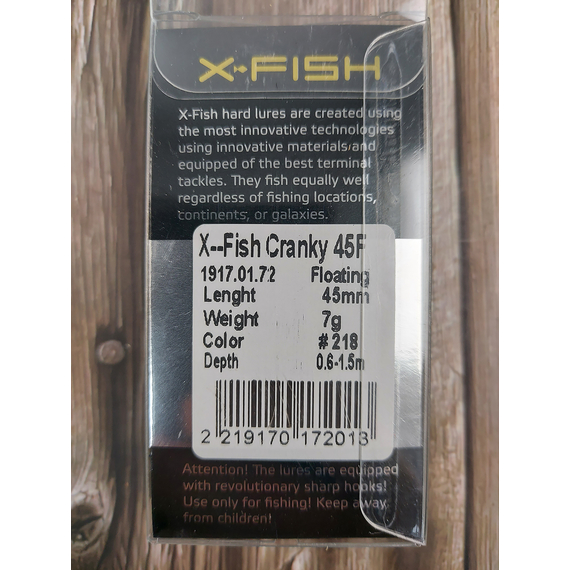 X-FISH
X-Fish hard lures are created using
the most innovative technologies
using innovative materials and
equipped of the best terminal
tackles. They fish equally well
regardless of fishing locations,
continents, or galaxies.
X--Fish Cranky 45F
1917.01.72 Floating
Lenght 45mm
Weight 7g
Color #218
Depth 0.6-1.5m
2 219170 172013
Attention! The lures are equipped
with revolutionary sharp hooks!
Use only for fishing! Keep away
from children!